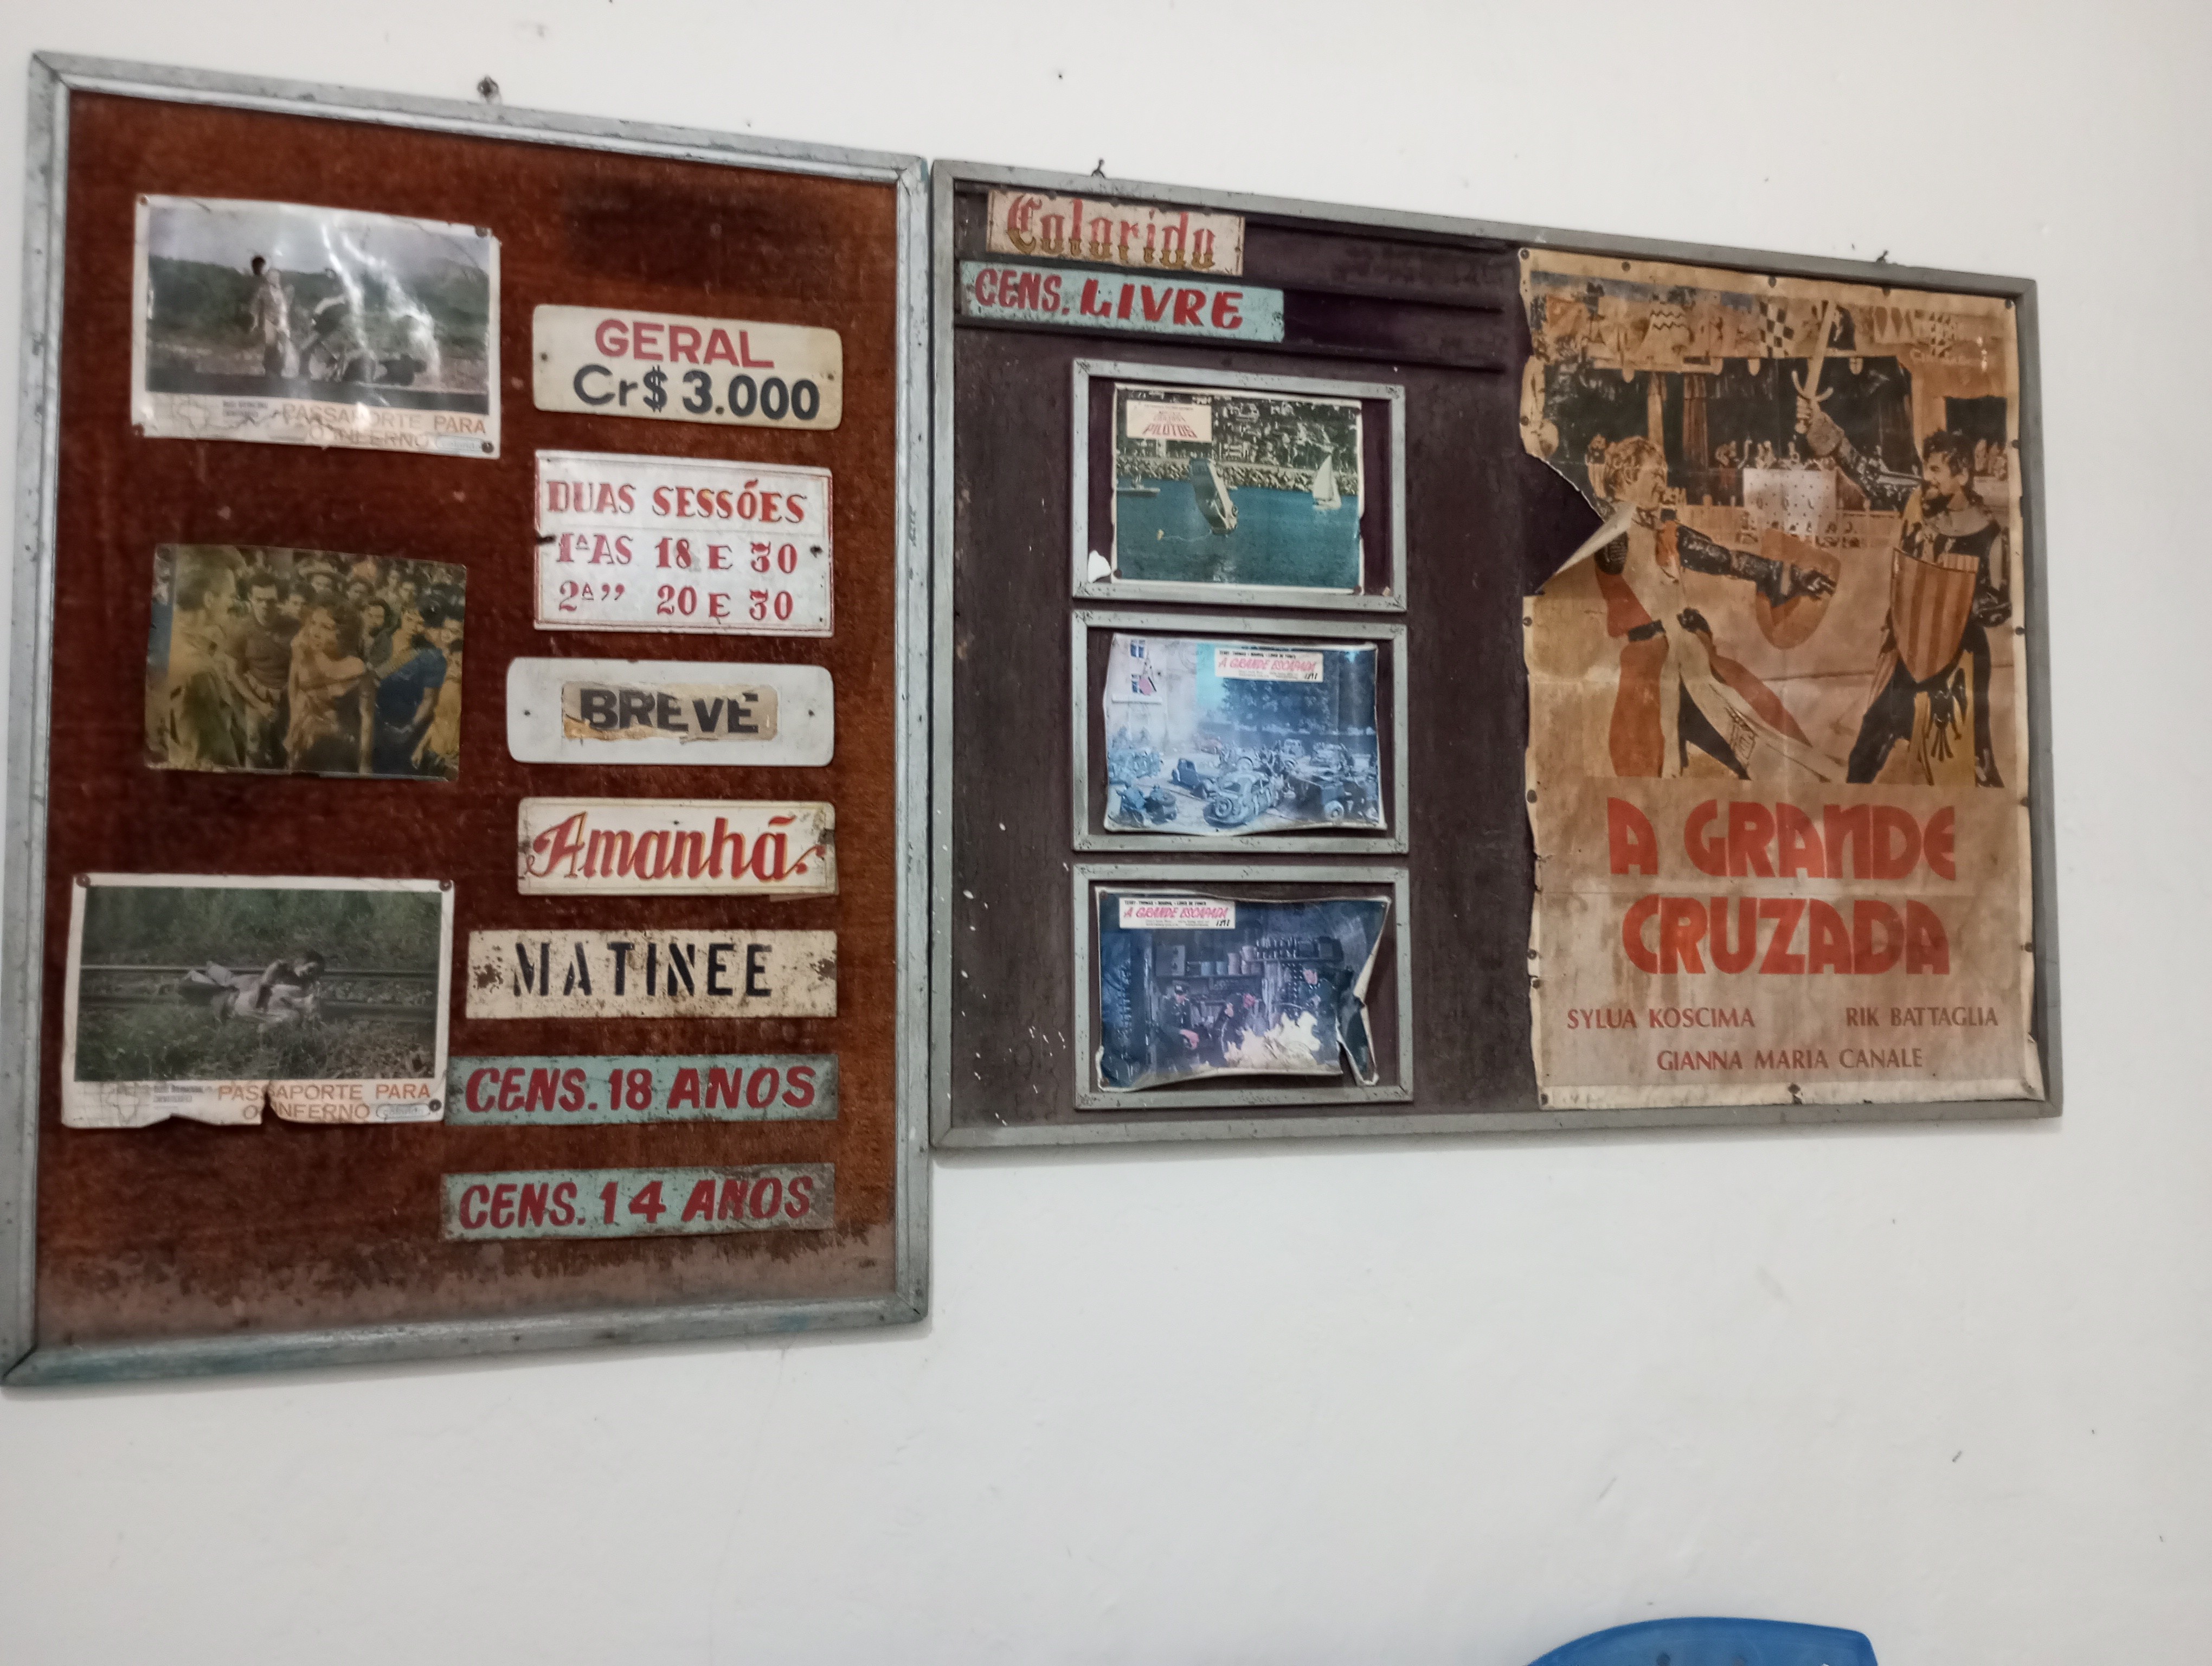 PASSAPORTE PARA
O INFERNO
GERAL
Cr$ 3.000
DUAS SESSÕES
1ª AS 18 E 30
2ª " 20 E 30
BREVE
Amanhã
MATINEE
PASSAPORTE PARA
O INFERNO
CENS. 18 ANOS
CENS. 14 ANOS
Colorido
CENS. LIVRE
PILOTOS
A GRANDE ESCAPADA
A GRANDE ESCAPADA
A GRANDE
CRUZADA
SYLUA KOSCIMA RIK BATTAGLIA
GIANNA MARIA CANALE